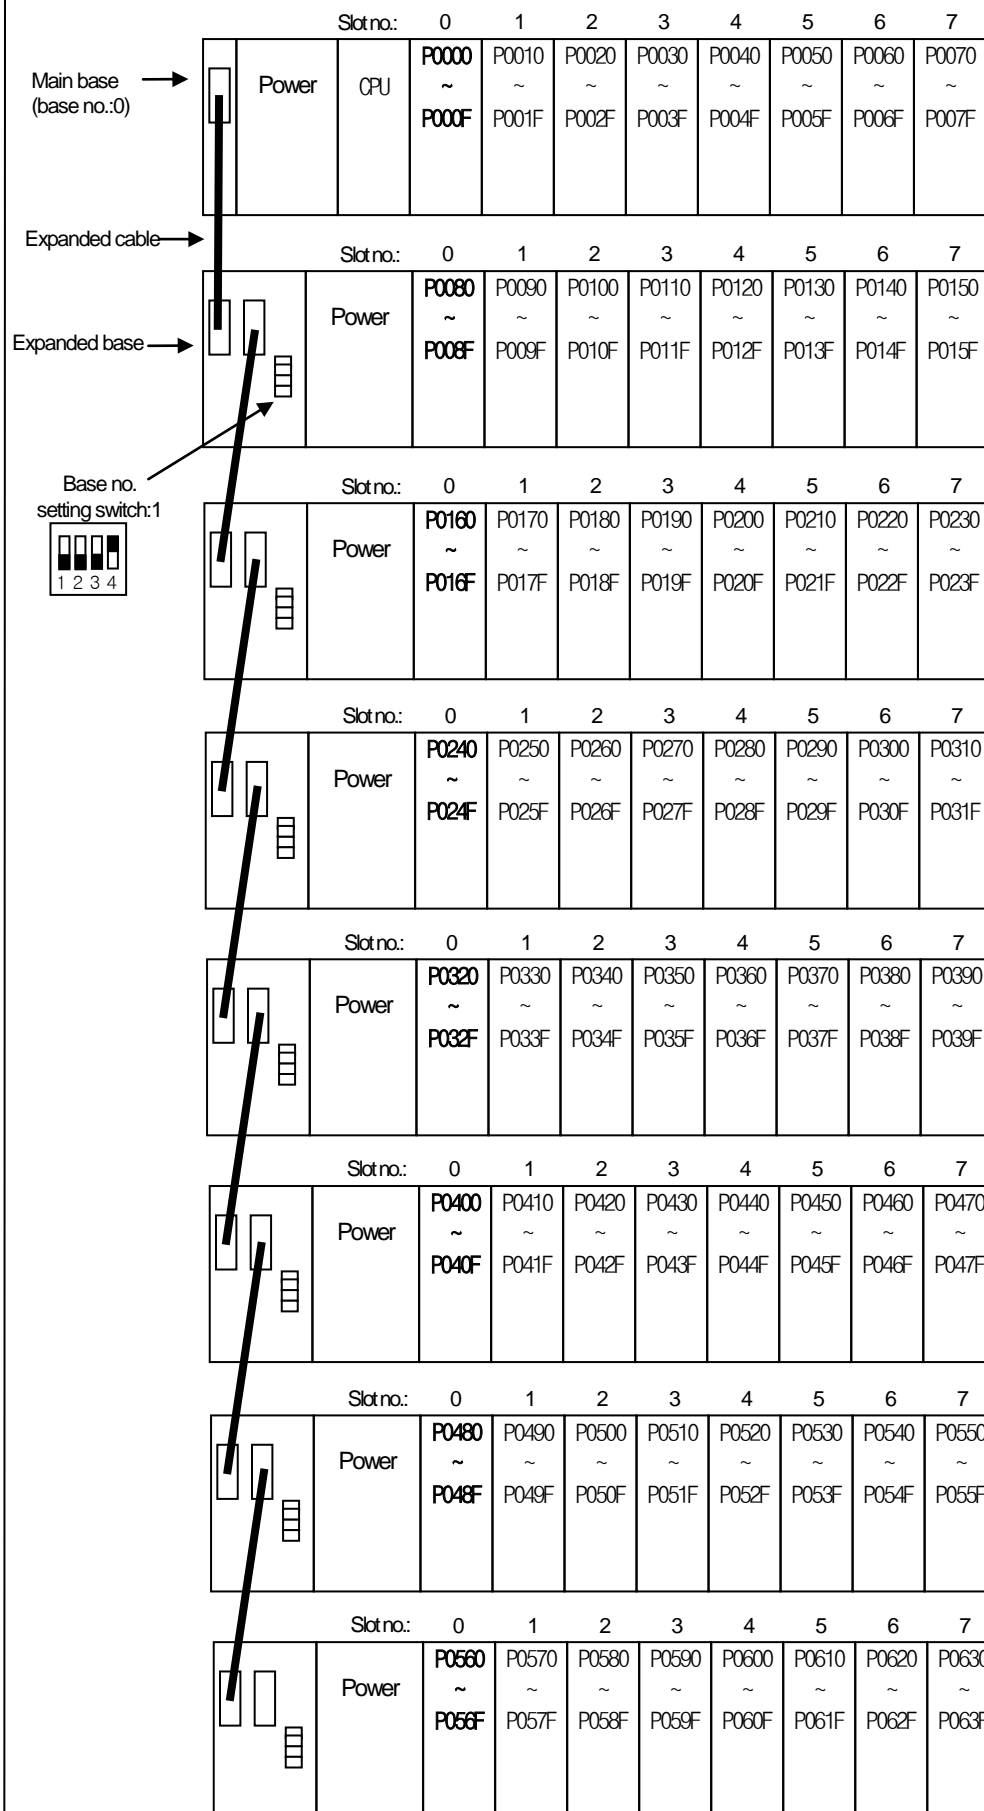 Slot no.: 0 1 2 3 4 5 6 7
P0000 P0010 P0020 P0030 P0040 P0050 P0060 P0070
Main base
(base no.:0)
Power CPU ~ ~ ~ ~ ~ ~ ~ ~
P000F P001F P002F P003F P004F P005F P006F P007F
Expanded cable
Slot no.: 0 1 2 3 4 5 6 7
P0080 P0090 P0100 P0110 P0120 P0130 P0140 P0150
Power ~ ~ ~ ~ ~ ~ ~ ~
Expanded base
P008F P009F P010F P011F P012F P013F P014F P015F
Base no.
setting switch:1
1 2 3 4
Slot no.: 0 1 2 3 4 5 6 7
P0160 P0170 P0180 P0190 P0200 P0210 P0220 P0230
Power ~ ~ ~ ~ ~ ~ ~ ~
P016F P017F P018F P019F P020F P021F P022F P023F
Slot no.: 0 1 2 3 4 5 6 7
P0240 P0250 P0260 P0270 P0280 P0290 P0300 P0310
Power ~ ~ ~ ~ ~ ~ ~ ~
P024F P025F P026F P027F P028F P029F P030F P031F
Slot no.: 0 1 2 3 4 5 6 7
P0320 P0330 P0340 P0350 P0360 P0370 P0380 P0390
Power ~ ~ ~ ~ ~ ~ ~ ~
P032F P033F P034F P035F P036F P037F P038F P039F
Slot no.: 0 1 2 3 4 5 6 7
P0400 P0410 P0420 P0430 P0440 P0450 P0460 P0470
Power ~ ~ ~ ~ ~ ~ ~ ~
P040F P041F P042F P043F P044F P045F P046F P047F
Slot no.: 0 1 2 3 4 5 6 7
P0480 P0490 P0500 P0510 P0520 P0530 P0540 P0550
Power ~ ~ ~ ~ ~ ~ ~ ~
P048F P049F P050F P051F P052F P053F P054F P055F
Slot no.: 0 1 2 3 4 5 6 7
P0560 P0570 P0580 P0590 P0600 P0610 P0620 P0630
Power ~ ~ ~ ~ ~ ~ ~ ~
P056F P057F P058F P059F P060F P061F P062F P063F